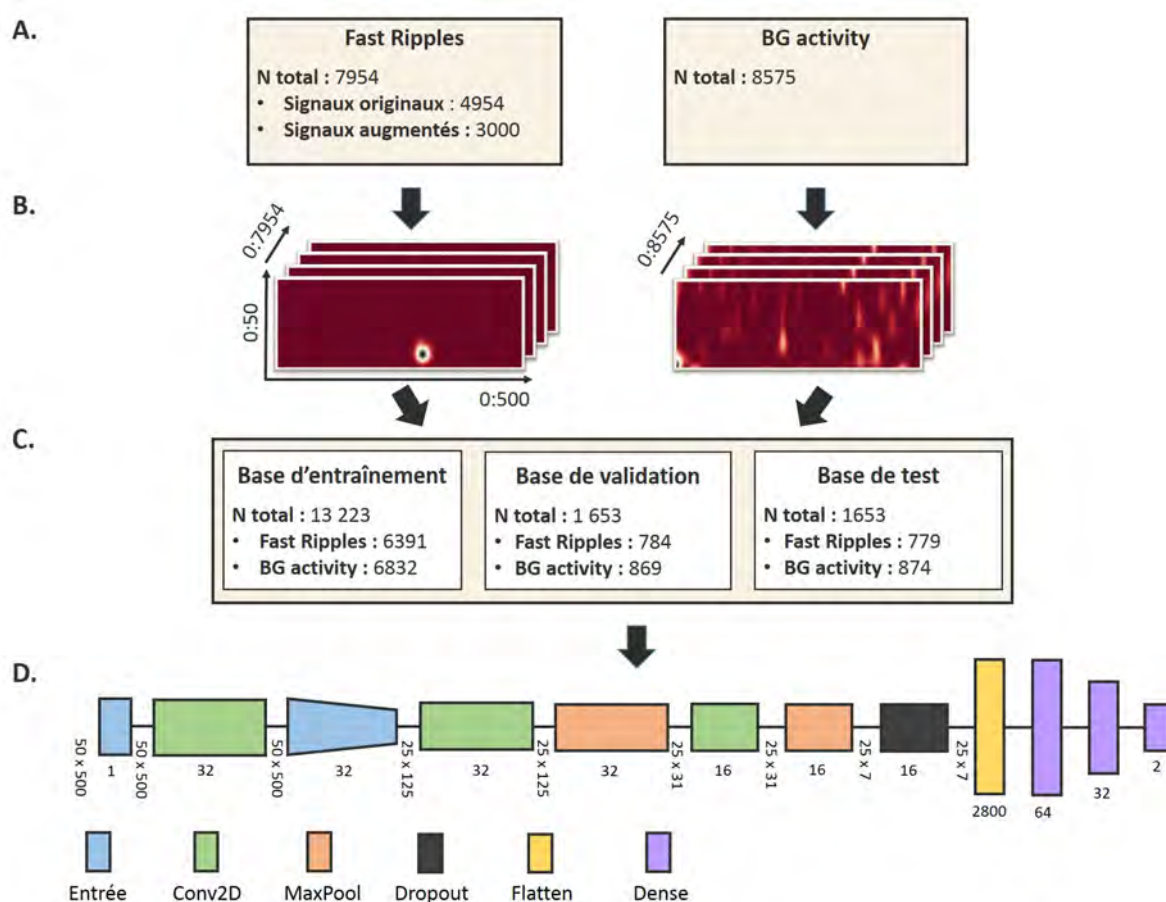 A.
Fast Ripples
N total : 7954
• Signaux originaux : 4954
• Signaux augmentés : 3000
BG activity
N total : 8575
B.
0:7954
0:50
0:500
0:8575
C.
Base d'entraînement
N total : 13 223
• Fast Ripples : 6391
• BG activity : 6832
Base de validation
N total : 1 653
• Fast Ripples : 784
• BG activity : 869
Base de test
N total : 1653
• Fast Ripples : 779
• BG activity : 874
D.
50 x 500
1
50 x 500
32
50 x 500
32
25 x 125
32
25 x 125
32
25 x 31
16
25 x 31
16
25 x 7
16
25 x 7
2800
64
32
2
Entrée
Conv2D
MaxPool
Dropout
Flatten
Dense